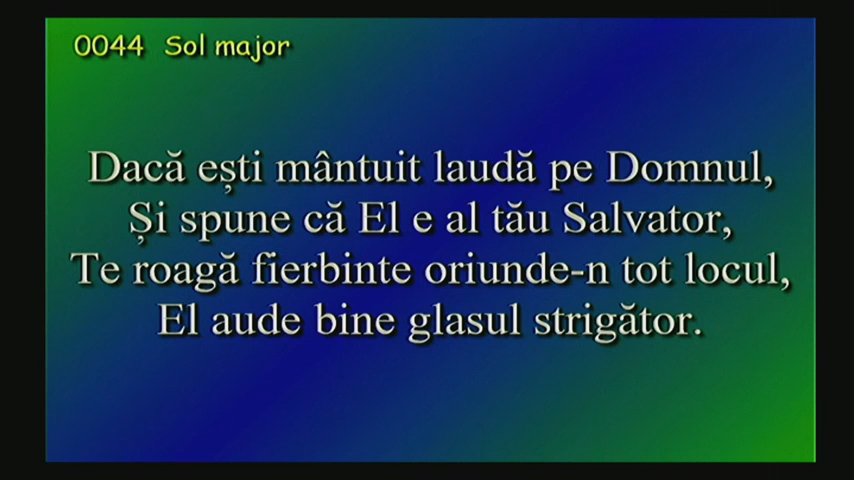 0044 Sol major
Dacă ești mântuit laudă pe Domnul,
Și spune că El e al tău Salvator,
Te roagă fierbinte oriunde-n tot locul,
El aude bine glasul strigător.